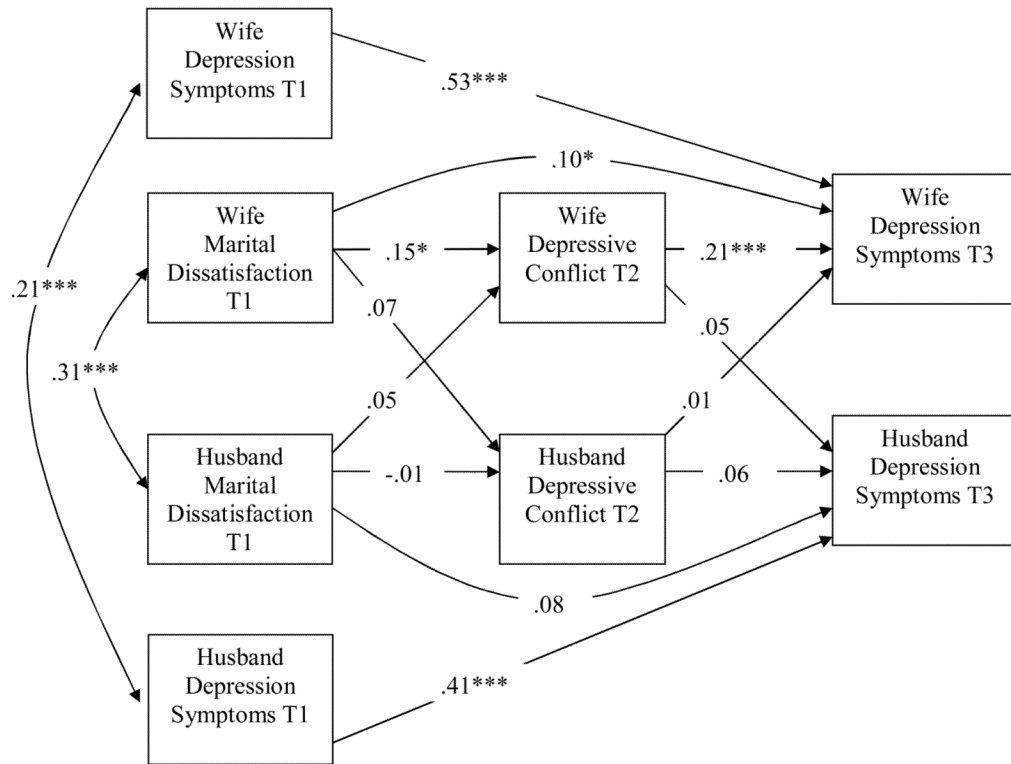 Wife
Depression
Symptoms T1
.53***
.10*
Wife
Marital
Dissatisfaction
T1
.15*
Wife
Depressive
Conflict T2
.21***
Wife
Depression
Symptoms T3
.21***
.07
.05
.31***
.05
.01
Husband
Marital
Dissatisfaction
T1
-.01
Husband
Depressive
Conflict T2
.06
Husband
Depression
Symptoms T3
.08
Husband
Depression
Symptoms T1
.41***